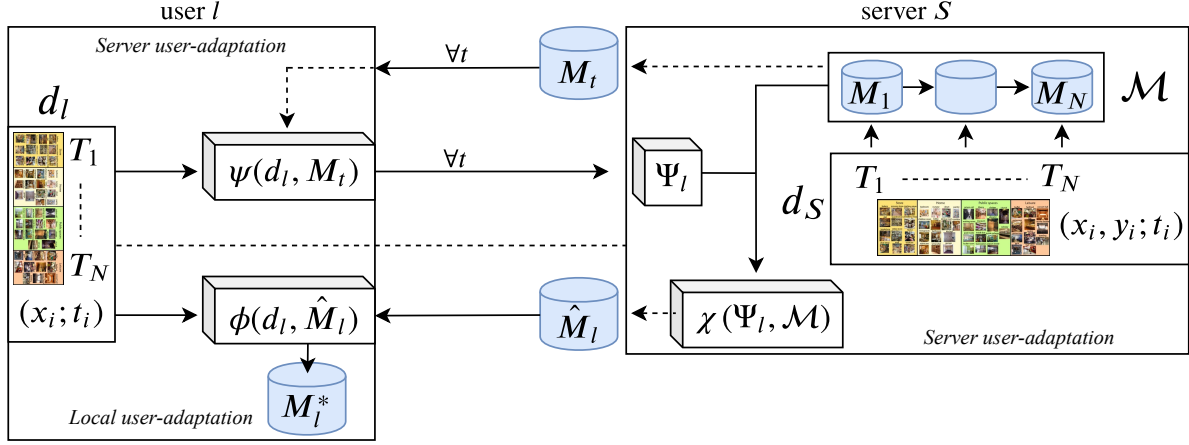 user l
server S
Server user-adaptation
∀t
M_t
M_1
M_N
ℳ
d_l
T_1
T_N
(x_i; t_i)
ψ(d_l, M_t)
∀t
Ψ_l
d_S
T_1
T_N
(x_i, y_i; t_i)
ϕ(d_l, M̂_l)
M̂_l
χ(Ψ_l, ℳ)
Server user-adaptation
M_l^*
Local user-adaptation